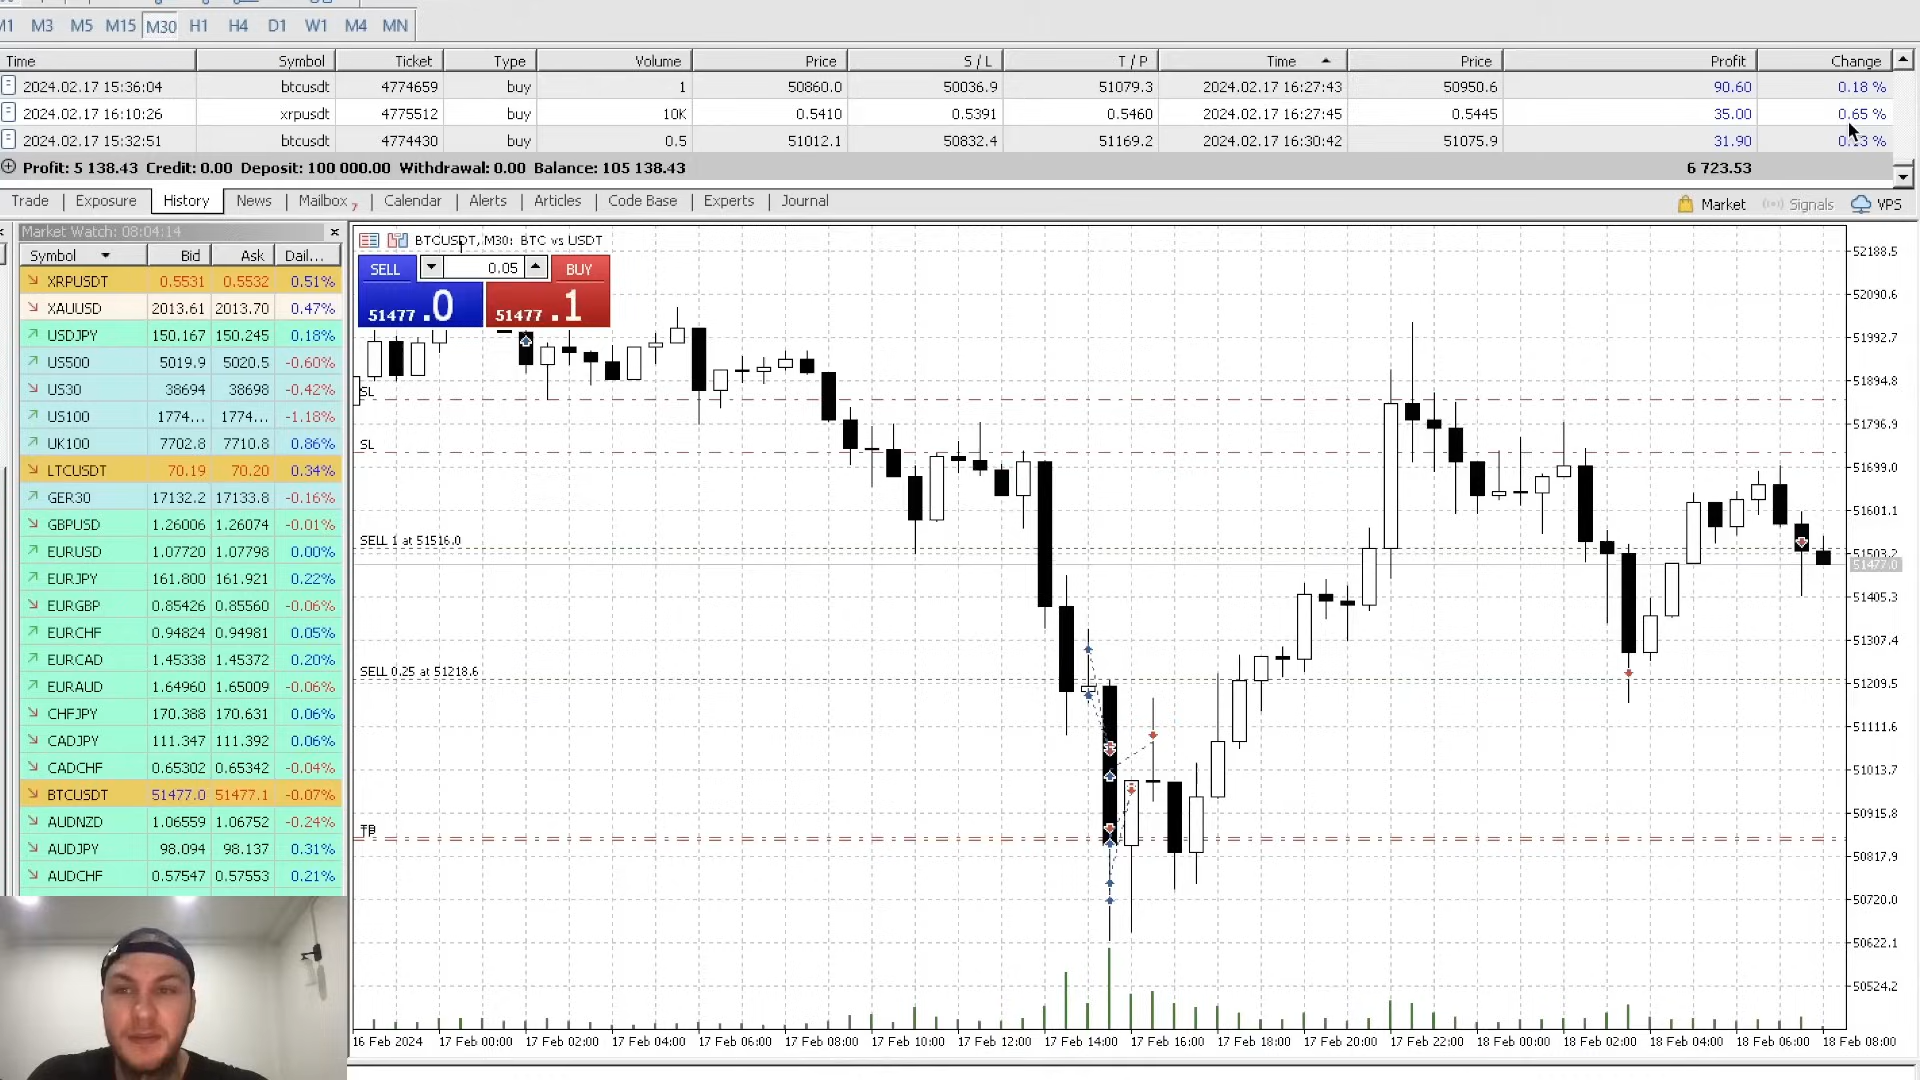 M1 M3 M5 M15 M30 H1 H4 D1 W1 M4 MN
Time Symbol Ticket Type Volume Price S / L T / P Time Price Profit Change
2024.02.17 15:36:04 btcusdt 4774659 buy 1 50860.0 50036.9 51079.3 2024.02.17 16:27:43 50950.6 90.60 0.18 %
2024.02.17 16:10:26 xrpusdt 4775512 buy 10K 0.5410 0.5391 0.5460 2024.02.17 16:27:45 0.5445 35.00 0.65 %
2024.02.17 15:32:51 btcusdt 4774430 buy 0.5 51012.1 50832.4 51169.2 2024.02.17 16:30:42 51075.9 31.90 0.13 %
Profit: 5 138.43 Credit: 0.00 Deposit: 100 000.00 Withdrawal: 0.00 Balance: 105 138.43 6 723.53
Trade Exposure History News Mailbox 7 Calendar Alerts Articles Code Base Experts Journal Market Signals VPS
Market Watch: 08:04:14
Symbol Bid Ask Dail...
XRPUSDT 0.5531 0.5532 0.51%
XAUUSD 2013.61 2013.70 0.47%
USDJPY 150.167 150.245 0.18%
US500 5019.9 5020.5 -0.60%
US30 38694 38698 -0.42%
US100 1774... 1774... -1.18%
UK100 7702.8 7710.8 0.86%
LTCUSDT 70.19 70.20 0.34%
GER30 17132.2 17133.8 -0.16%
GBPUSD 1.26006 1.26074 -0.01%
EURUSD 1.07720 1.07798 0.00%
EURJPY 161.800 161.921 0.22%
EURGBP 0.85426 0.85560 -0.06%
EURCHF 0.94824 0.94981 0.05%
EURCAD 1.45338 1.45372 0.20%
EURAUD 1.64960 1.65009 -0.06%
CHFJPY 170.388 170.631 0.06%
CADJPY 111.347 111.392 0.06%
CADCHF 0.65302 0.65342 -0.04%
BTCUSDT 51477.0 51477.1 -0.07%
AUDNZD 1.06559 1.06752 -0.24%
AUDJPY 98.094 98.137 0.31%
AUDCHF 0.57547 0.57553 0.21%
BTCUSDT, M30: BTC vs USDT
SELL 0.05 BUY
51477 .0 51477 .1
SL
SL
SELL 1 at 51516.0
SELL 0.25 at 51218.6
52188.5
52090.6
51992.7
51894.8
51796.9
51699.0
51601.1
51503.2
51477.0
51405.3
51307.4
51209.5
51111.6
51013.7
50915.8
50817.9
50720.0
50622.1
50524.2
16 Feb 2024 17 Feb 00:00 17 Feb 02:00 17 Feb 04:00 17 Feb 06:00 17 Feb 08:00 17 Feb 10:00 17 Feb 12:00 17 Feb 14:00 17 Feb 16:00 17 Feb 18:00 17 Feb 20:00 17 Feb 22:00 18 Feb 00:00 18 Feb 02:00 18 Feb 04:00 18 Feb 06:00 18 Feb 08:00